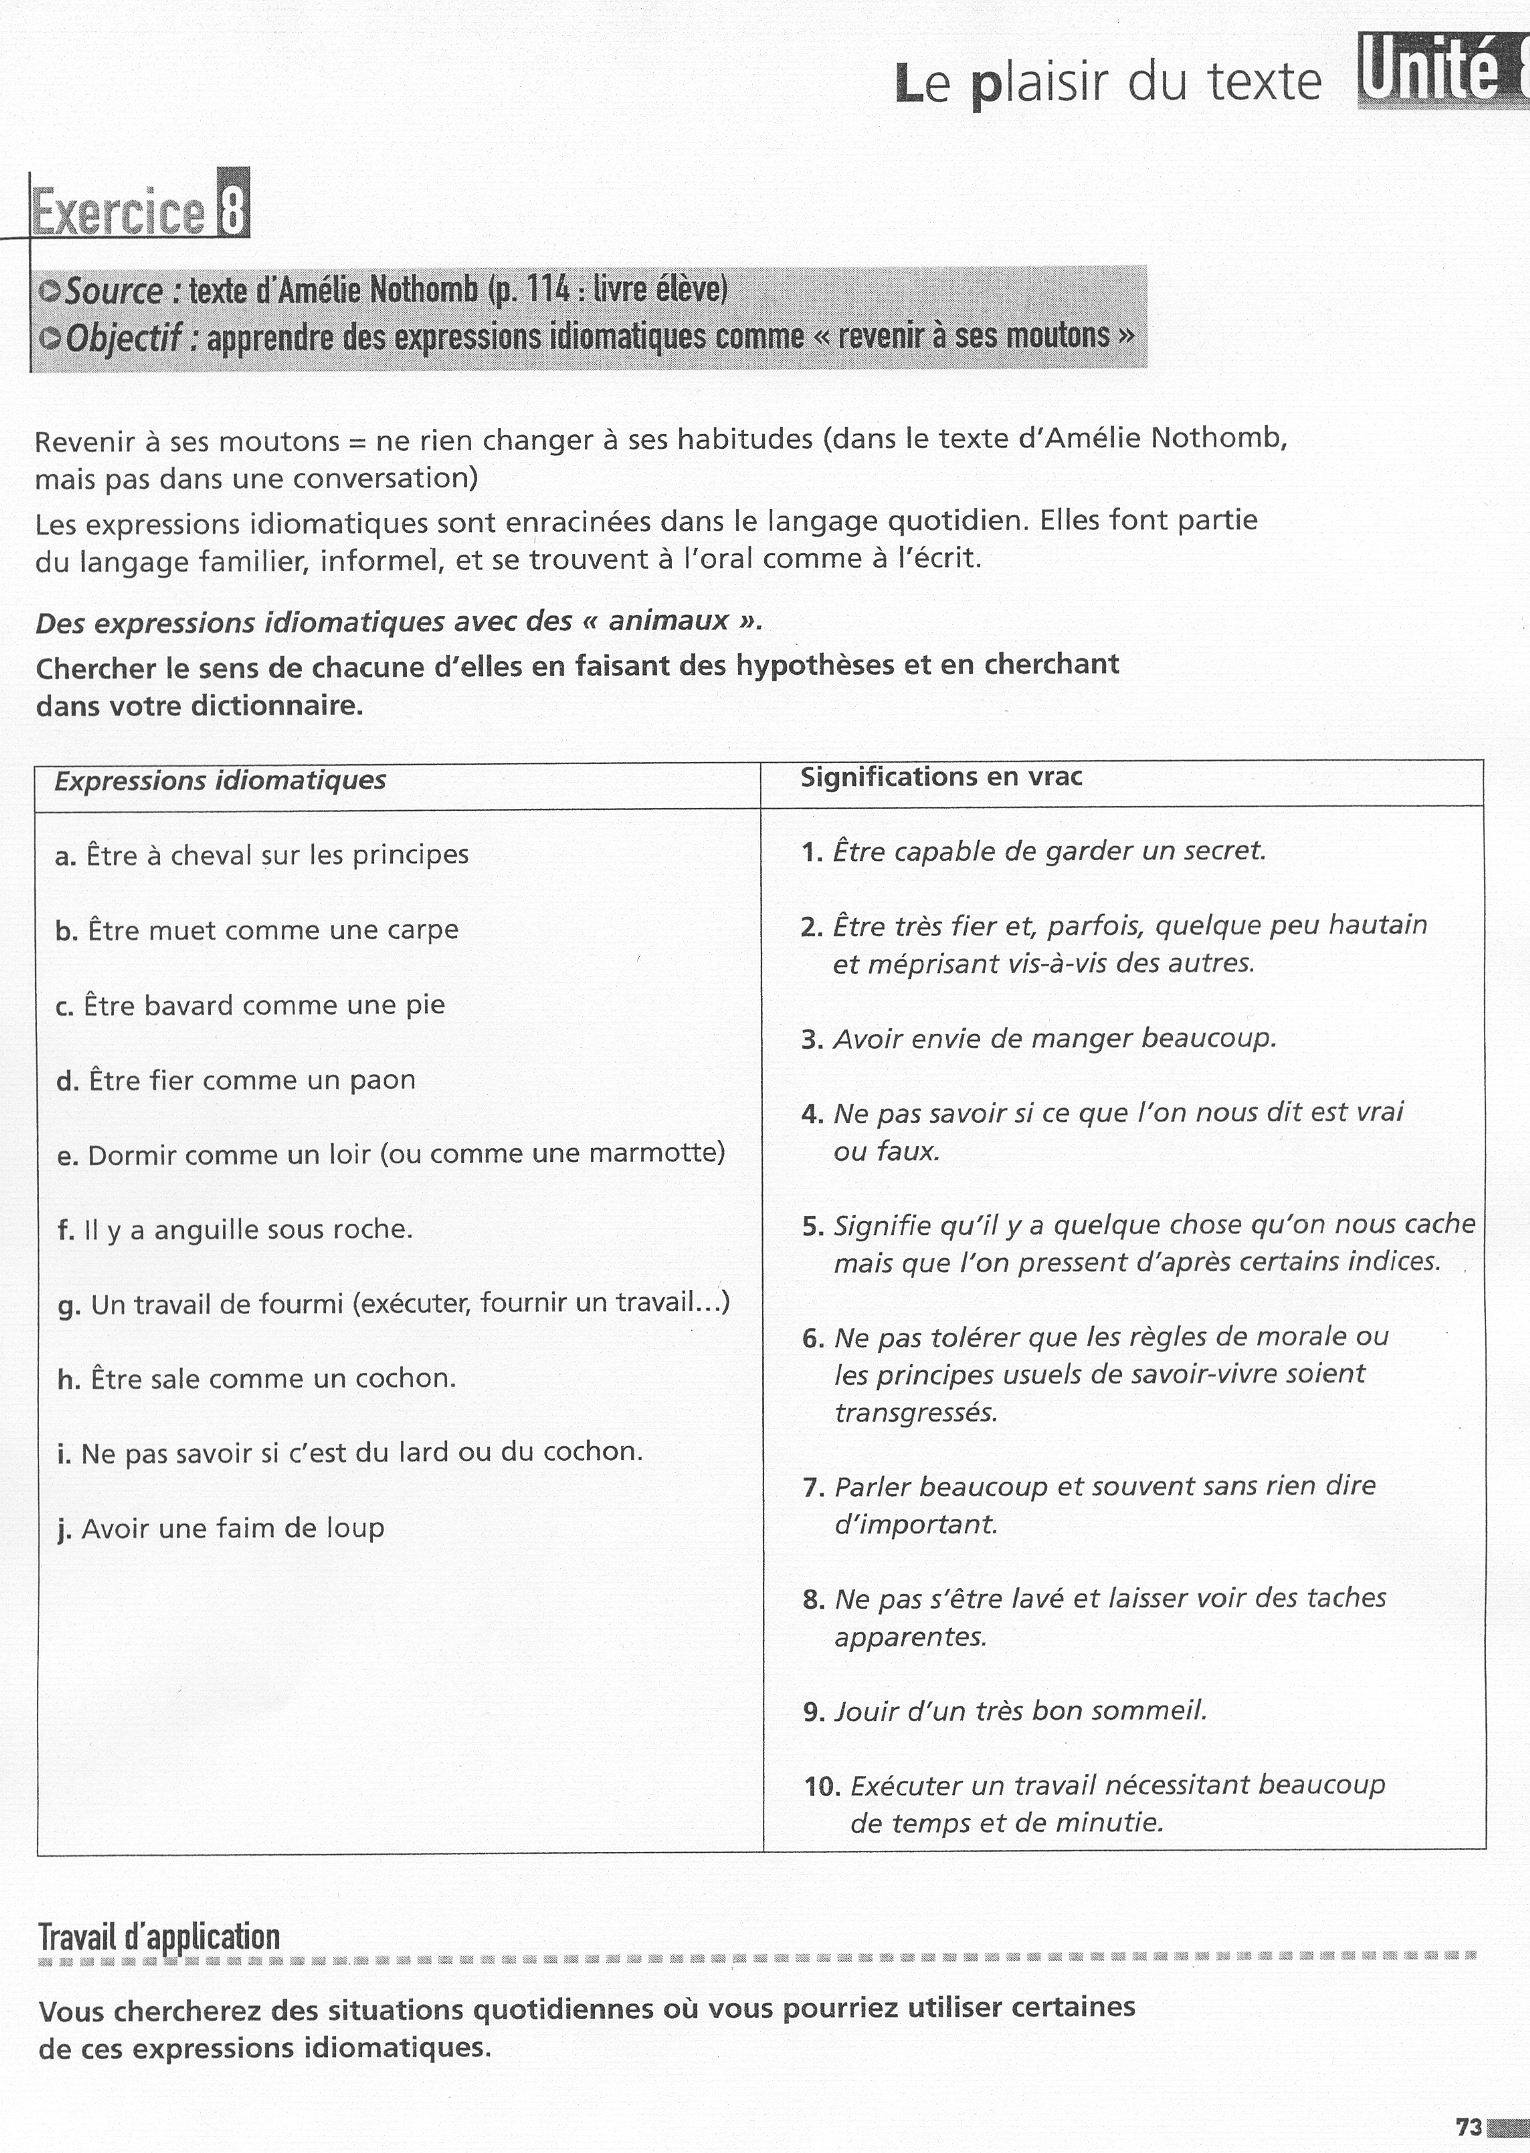 Le plaisir du texte Unité 8
Exercice 8
Source : texte d'Amélie Nothomb (p. 114 : livre élève)
Objectif : apprendre des expressions idiomatiques comme « revenir à ses moutons »
Revenir à ses moutons = ne rien changer à ses habitudes (dans le texte d'Amélie Nothomb,
mais pas dans une conversation)
Les expressions idiomatiques sont enracinées dans le langage quotidien. Elles font partie
du langage familier, informel, et se trouvent à l'oral comme à l'écrit.
Des expressions idiomatiques avec des « animaux ».
Chercher le sens de chacune d'elles en faisant des hypothèses et en cherchant
dans votre dictionnaire.
Expressions idiomatiques
a. Être à cheval sur les principes
b. Être muet comme une carpe
c. Être bavard comme une pie
d. Être fier comme un paon
e. Dormir comme un loir (ou comme une marmotte)
f. Il y a anguille sous roche.
g. Un travail de fourmi (exécuter, fournir un travail...)
h. Être sale comme un cochon.
i. Ne pas savoir si c'est du lard ou du cochon.
j. Avoir une faim de loup
Significations en vrac
1. Être capable de garder un secret.
2. Être très fier et, parfois, quelque peu hautain
et méprisant vis-à-vis des autres.
3. Avoir envie de manger beaucoup.
4. Ne pas savoir si ce que l'on nous dit est vrai
ou faux.
5. Signifie qu'il y a quelque chose qu'on nous cache
mais que l'on pressent d'après certains indices.
6. Ne pas tolérer que les règles de morale ou
les principes usuels de savoir-vivre soient
transgressés.
7. Parler beaucoup et souvent sans rien dire
d'important.
8. Ne pas s'être lavé et laisser voir des taches
apparentes.
9. Jouir d'un très bon sommeil.
10. Exécuter un travail nécessitant beaucoup
de temps et de minutie.
Travail d'application
Vous chercherez des situations quotidiennes où vous pourriez utiliser certaines
de ces expressions idiomatiques.
73